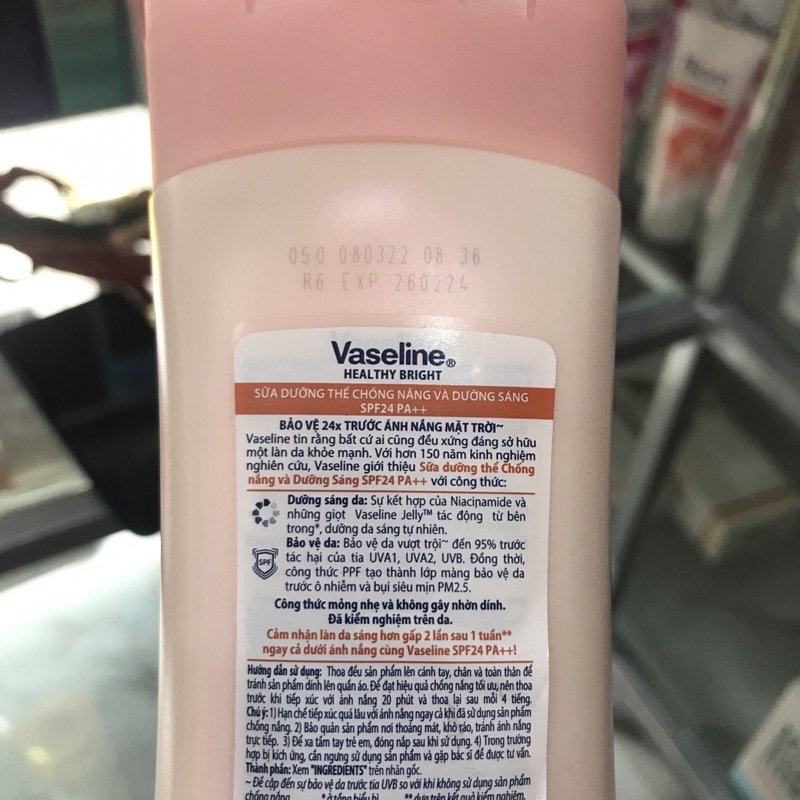 050 080322 08 36
R6 EXP 260224
Vaseline®
HEALTHY BRIGHT
SỮA DƯỠNG THỂ CHỐNG NẮNG VÀ DƯỠNG SÁNG
SPF24 PA++
BẢO VỆ 24x TRƯỚC ÁNH NẮNG MẶT TRỜI~
Vaseline tin rằng bất cứ ai cũng đều xứng đáng sở hữu
một làn da khỏe mạnh. Với hơn 150 năm kinh nghiệm
nghiên cứu, Vaseline giới thiệu Sữa dưỡng thể Chống
nắng và Dưỡng Sáng SPF24 PA++ với công thức:
Dưỡng sáng da: Sự kết hợp của Niacinamide và
những giọt Vaseline Jelly™ tác động từ bên
trong*, dưỡng da sáng tự nhiên.
SPF
Bảo vệ da: Bảo vệ da vượt trội~ đến 95% trước
tác hại của tia UVA1, UVA2, UVB. Đồng thời,
công thức PPF tạo thành lớp màng bảo vệ da
trước ô nhiễm và bụi siêu mịn PM2.5.
Công thức mỏng nhẹ và không gây nhờn dính.
Đã kiểm nghiệm trên da.
Cảm nhận làn da sáng hơn gấp 2 lần sau 1 tuần**
ngay cả dưới ánh nắng cùng Vaseline SPF24 PA++!
Hướng dẫn sử dụng: Thoa đều sản phẩm lên cánh tay, chân và toàn thân để
tránh sản phẩm dính lên quần áo. Để đạt hiệu quả chống nắng tối ưu, nên thoa
trước khi tiếp xúc với ánh nắng 20 phút và thoa lại sau mỗi 4 tiếng.
Chú ý: 1) Hạn chế tiếp xúc quá lâu với ánh nắng ngay cả khi đã sử dụng sản phẩm
chống nắng. 2) Bảo quản sản phẩm nơi thoáng mát, khô ráo, tránh ánh nắng
trực tiếp. 3) Để xa tầm tay trẻ em, đóng nắp sau khi sử dụng. 4) Trong trường
hợp bị kích ứng, cần ngưng sử dụng sản phẩm và gặp bác sĩ để được tư vấn.
Thành phần: Xem "INGREDIENTS" trên nhãn gốc.
~ Đề cập đến sự bảo vệ da trước tia UVB so với khi không sử dụng sản phẩm
chống nắng * ở tầng biểu bì ** dựa trên kết quả kiểm nghiệm,